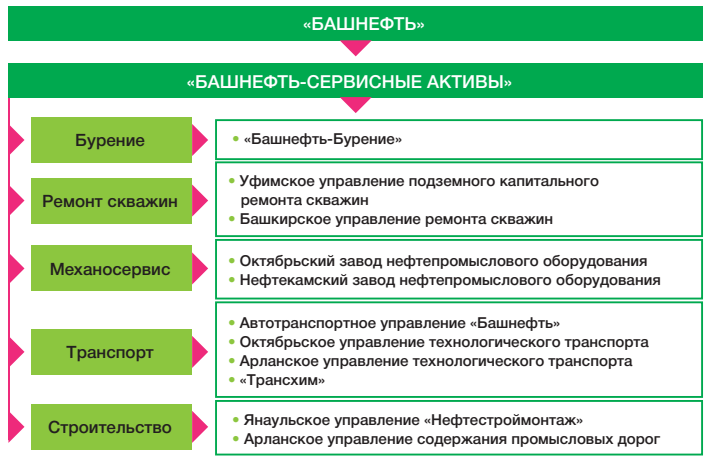 «БАШНЕФТЬ»
«БАШНЕФТЬ-СЕРВИСНЫЕ АКТИВЫ»
Бурение
• «Башнефть-Бурение»
Ремонт скважин
• Уфимское управление подземного капитального
ремонта скважин
• Башкирское управление ремонта скважин
Механосервис
• Октябрьский завод нефтепромыслового оборудования
• Нефтекамский завод нефтепромыслового оборудования
Транспорт
• Автотранспортное управление «Башнефть»
• Октябрьское управление технологического транспорта
• Арланское управление технологического транспорта
• «Трансхим»
Строительство
• Янаульское управление «Нефтестроймонтаж»
• Арланское управление содержания промысловых дорог